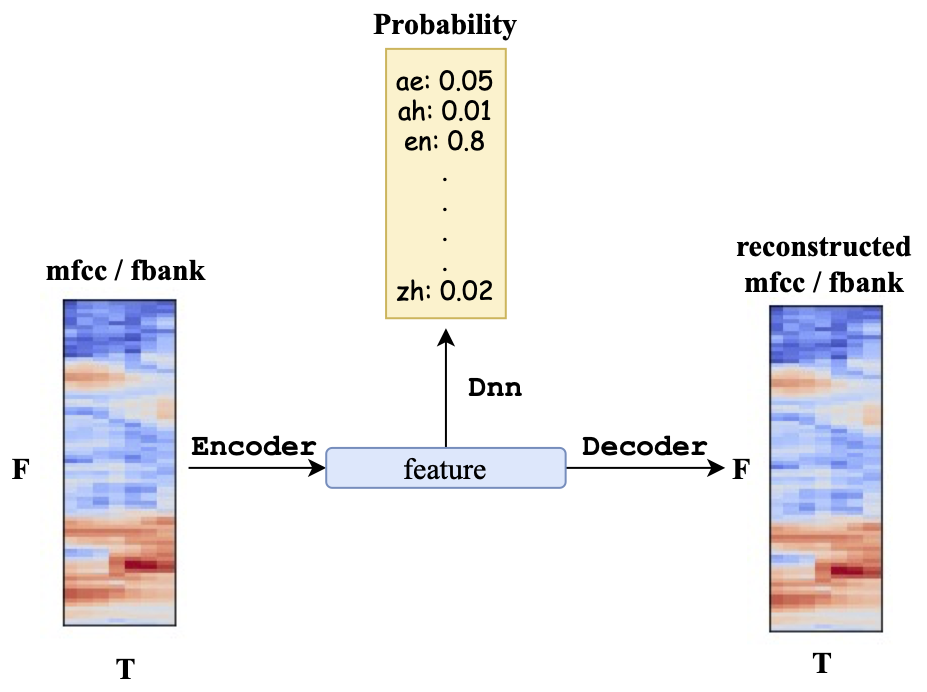 Probability
ae: 0.05
ah: 0.01
en: 0.8
.
.
.
.
zh: 0.02
mfcc / fbank
reconstructed
mfcc / fbank
Dnn
Encoder
feature
Decoder
F
F
T
T